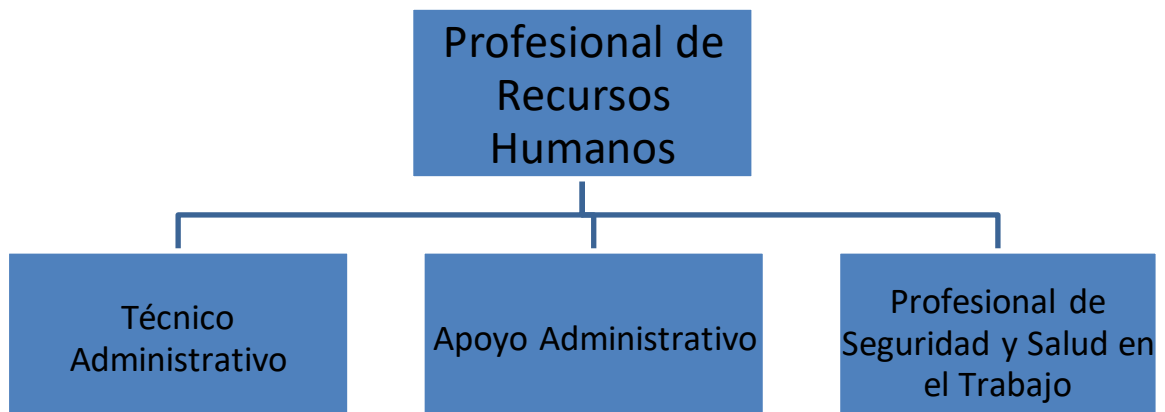 Profesional de
Recursos
Humanos
Técnico
Administrativo
Apoyo Administrativo
Profesional de
Seguridad y Salud en
el Trabajo